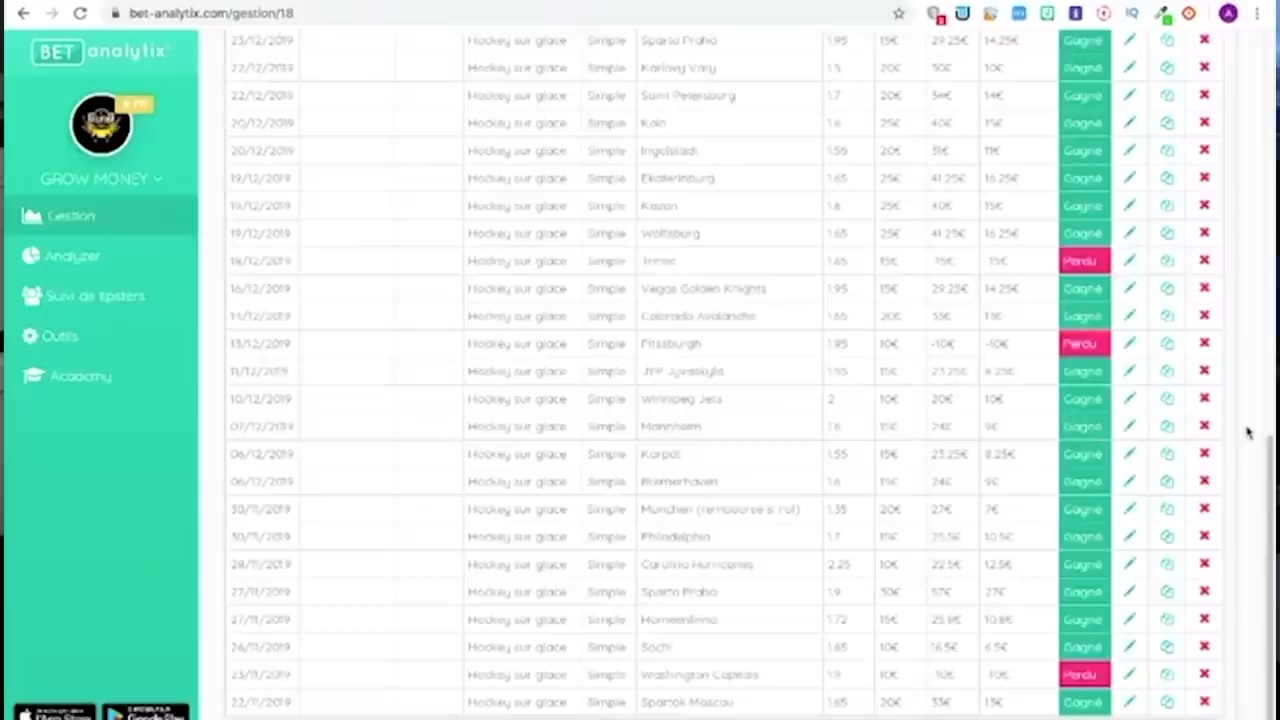 bet-analytix.com/gestion/18
BET analytix
GROW MONEY
Gestion
Analyzer
Suivi de tipsters
Outils
Academy
23/12/2019 Hockey sur glace Simple Sparta Praha 1.95 15€ 29.25€ 14.25€ Gagné
22/12/2019 Hockey sur glace Simple Karlovy Vary 1.5 20€ 30€ 10€ Gagné
22/12/2019 Hockey sur glace Simple Saint Petersburg 1.7 20€ 34€ 14€ Gagné
20/12/2019 Hockey sur glace Simple Koln 1.6 25€ 40€ 15€ Gagné
20/12/2019 Hockey sur glace Simple Ingolstadt 1.55 20€ 31€ 11€ Gagné
19/12/2019 Hockey sur glace Simple Ekaterinburg 1.65 25€ 41.25€ 16.25€ Gagné
19/12/2019 Hockey sur glace Simple Kazan 1.6 25€ 40€ 15€ Gagné
19/12/2019 Hockey sur glace Simple Wolfsburg 1.65 25€ 41.25€ 16.25€ Gagné
18/12/2019 Hockey sur glace Simple 1.65 15€ -15€ -15€ Perdu
16/12/2019 Hockey sur glace Simple Vegas Golden Knights 1.95 15€ 29.25€ 14.25€ Gagné
14/12/2019 Hockey sur glace Simple Colorado Avalanche 1.65 20€ 33€ 13€ Gagné
13/12/2019 Hockey sur glace Simple Pittsburgh 1.95 10€ -10€ -10€ Perdu
11/12/2019 Hockey sur glace Simple JYP Jyvaskyla 1.55 15€ 23.25€ 8.25€ Gagné
10/12/2019 Hockey sur glace Simple Winnipeg Jets 2 10€ 20€ 10€ Gagné
07/12/2019 Hockey sur glace Simple Mannheim 1.6 15€ 24€ 9€ Gagné
06/12/2019 Hockey sur glace Simple Karpat 1.55 15€ 23.25€ 8.25€ Gagné
06/12/2019 Hockey sur glace Simple Bremerhaven 1.6 15€ 24€ 9€ Gagné
30/11/2019 Hockey sur glace Simple Munchen (rembourse si nul) 1.35 20€ 27€ 7€ Gagné
30/11/2019 Hockey sur glace Simple Philadelphia 1.7 15€ 25.5€ 10.5€ Gagné
28/11/2019 Hockey sur glace Simple Carolina Hurricanes 2.25 10€ 22.5€ 12.5€ Gagné
27/11/2019 Hockey sur glace Simple Sparta Praha 1.9 30€ 57€ 27€ Gagné
27/11/2019 Hockey sur glace Simple Hameenlinna 1.72 15€ 25.8€ 10.8€ Gagné
26/11/2019 Hockey sur glace Simple Sochi 1.65 10€ 16.5€ 6.5€ Gagné
23/11/2019 Hockey sur glace Simple Washington Capitals 1.9 10€ -10€ -10€ Perdu
22/11/2019 Hockey sur glace Simple Spartak Moscou 1.65 20€ 33€ 13€ Gagné
App Store
Google Play